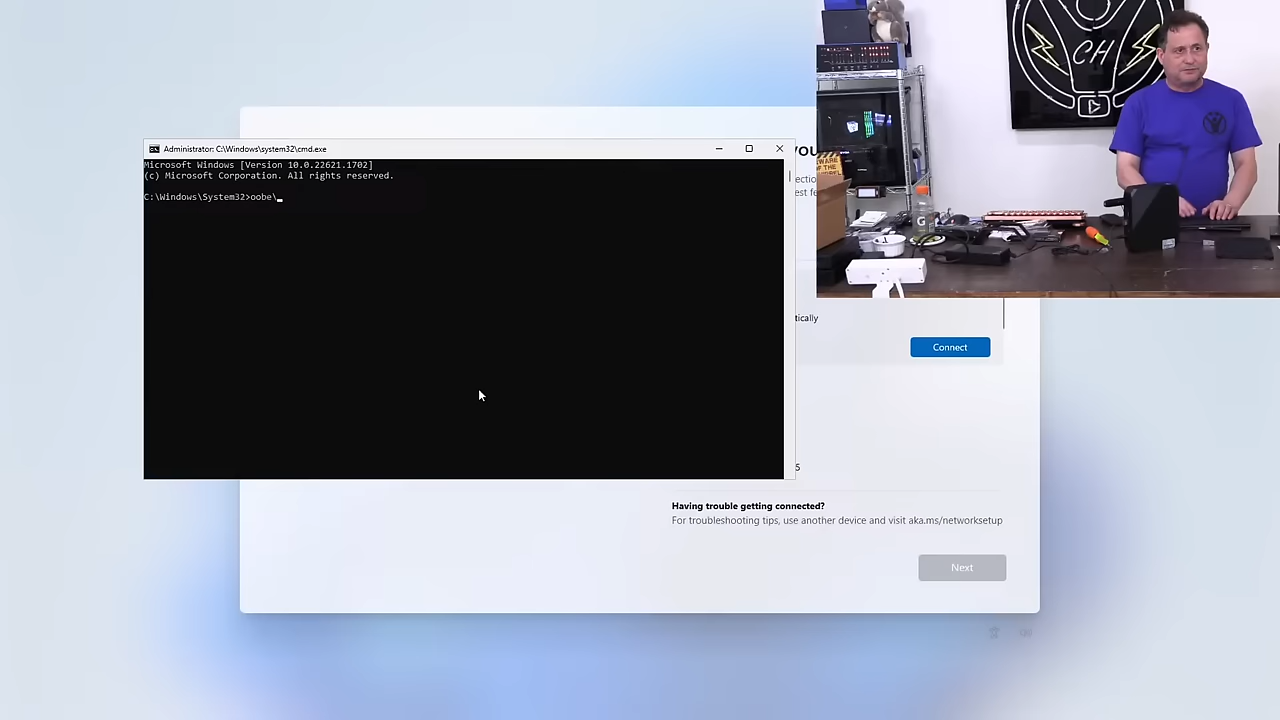 CH
Administrator: C:\Windows\system32\cmd.exe
Microsoft Windows [Version 10.0.22621.1702]
(c) Microsoft Corporation. All rights reserved.
C:\Windows\System32>oobe\
G
tically
Connect
5
Having trouble getting connected?
For troubleshooting tips, use another device and visit aka.ms/networksetup
Next